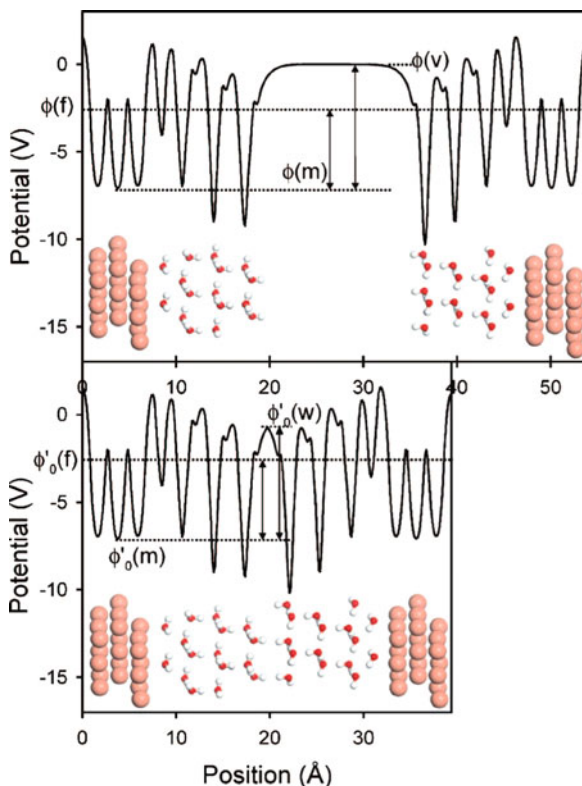 0
ϕ(v)
ϕ(f)
-5
ϕ(m)
-10
-15
Potential (V)
0 10 20 30 40 50
0
ϕ'₀(w)
ϕ'₀(f)
-5
ϕ'₀(m)
-10
-15
Potential (V)
0 10 20 30
Position (Å)